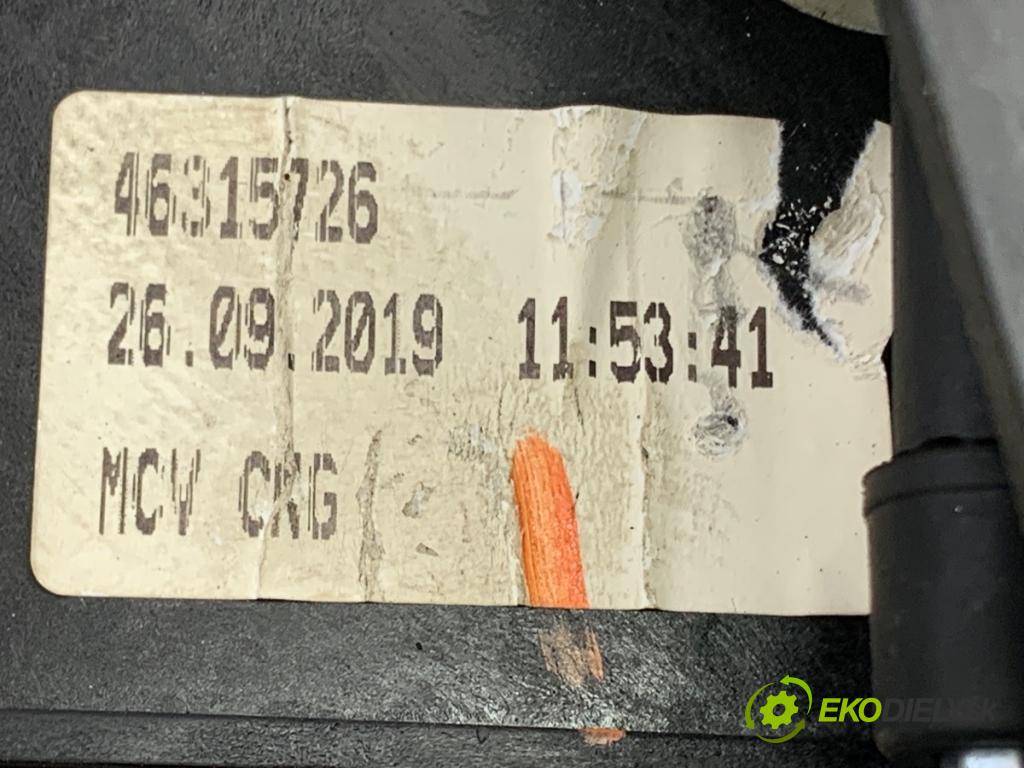 46315726
26.09.2019 11:53:41
MCV CNG
EKODIELY.SK